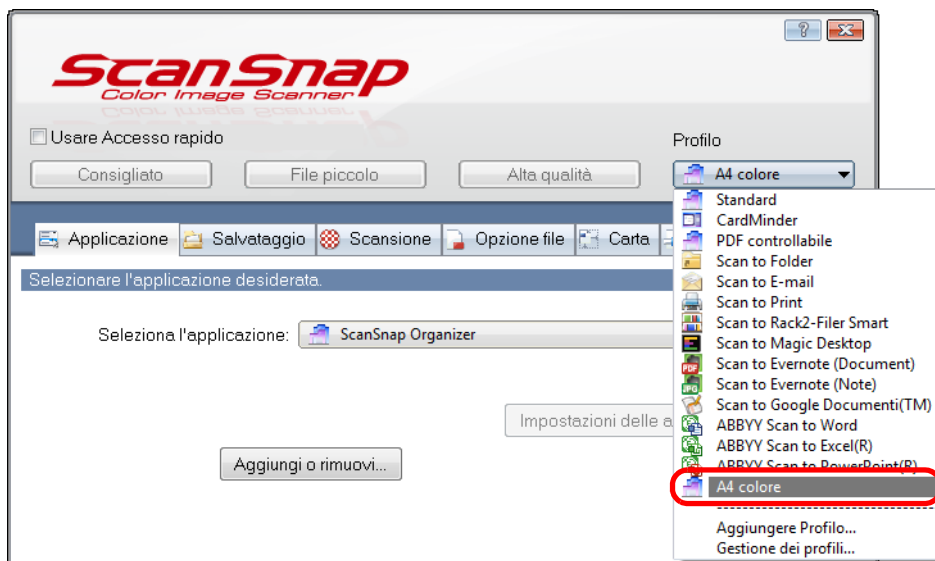 ScanSnap
Color Image Scanner
Usare Accesso rapido
Profilo
Consigliato
File piccolo
Alta qualità
A4 colore
Standard
CardMinder
PDF controllabile
Scan to Folder
Scan to E-mail
Scan to Print
Scan to Rack2-Filer Smart
Scan to Magic Desktop
Scan to Evernote (Document)
Scan to Evernote (Note)
Scan to Google Documenti(TM)
ABBYY Scan to Word
ABBYY Scan to Excel(R)
ABBYY Scan to PowerPoint(R)
A4 colore
Aggiungere Profilo...
Gestione dei profili...
Applicazione
Salvataggio
Scansione
Opzione file
Carta
Selezionare l'applicazione desiderata.
Seleziona l'applicazione:
ScanSnap Organizer
Impostazioni delle a
Aggiungi o rimuovi...